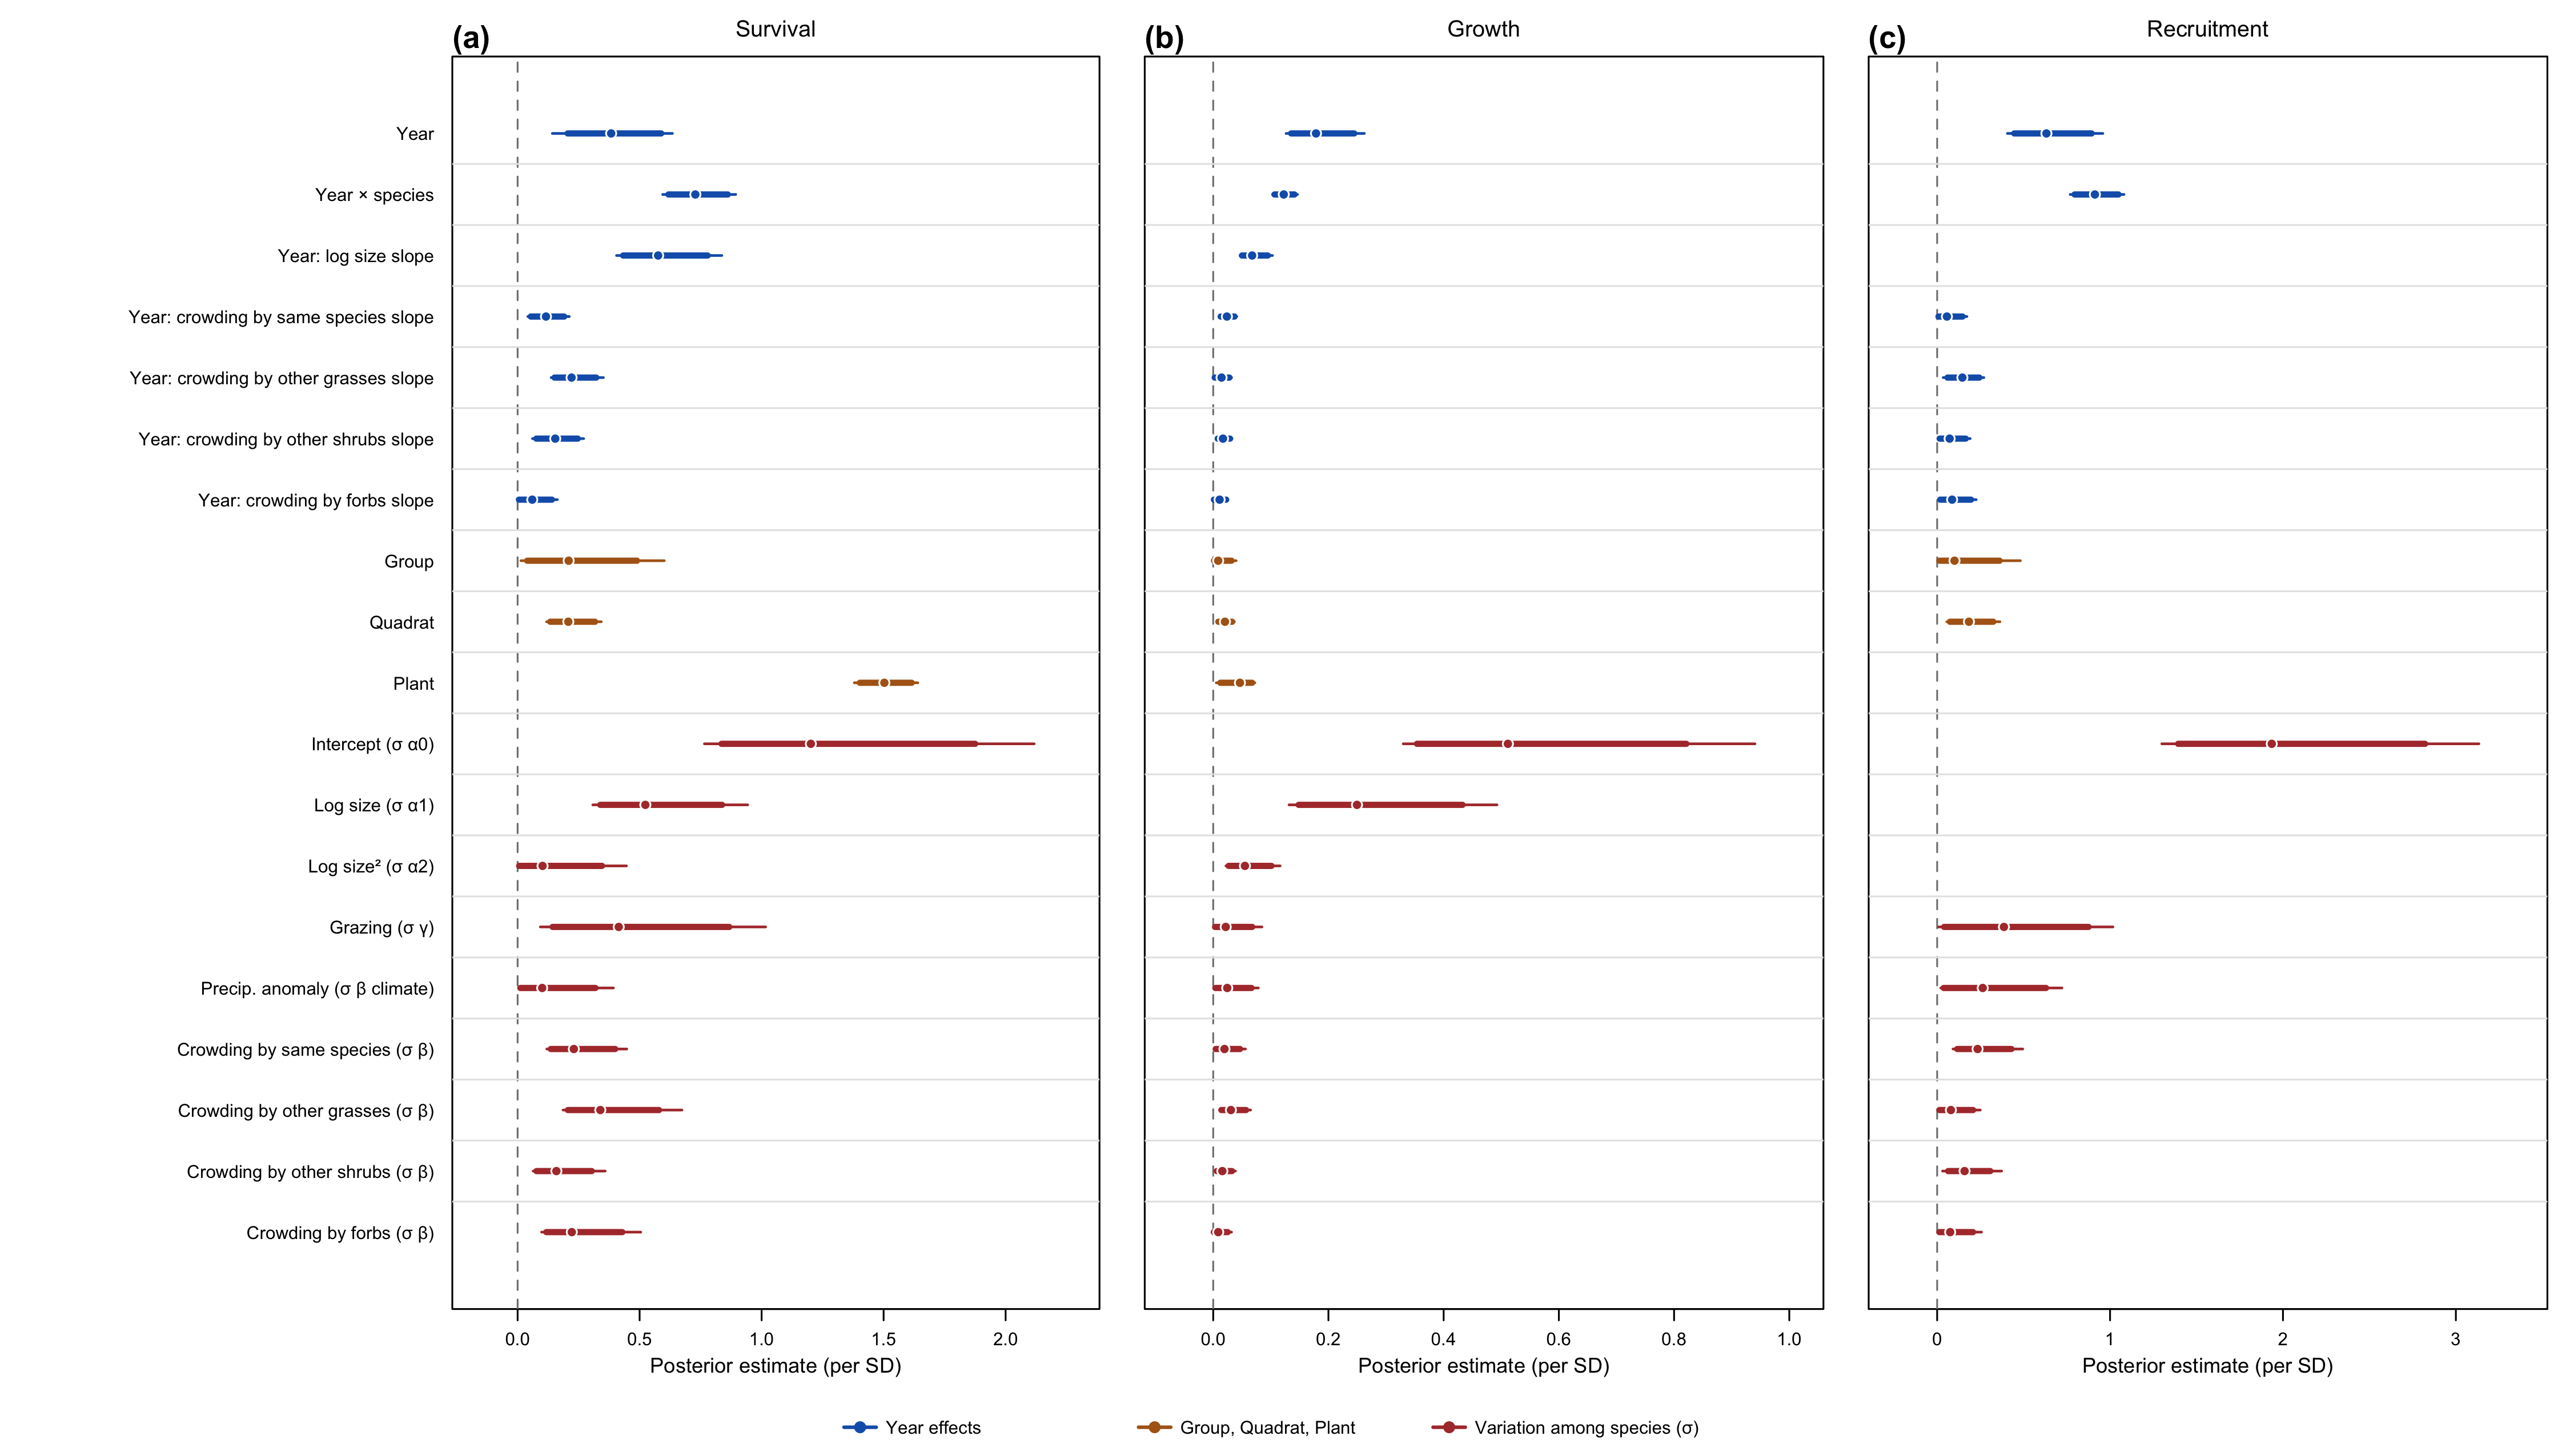 (a) Survival
(b) Growth
(c) Recruitment
Year
Year × species
Year: log size slope
Year: crowding by same species slope
Year: crowding by other grasses slope
Year: crowding by other shrubs slope
Year: crowding by forbs slope
Group
Quadrat
Plant
Intercept (σ α0)
Log size (σ α1)
Log size² (σ α2)
Grazing (σ γ)
Precip. anomaly (σ β climate)
Crowding by same species (σ β)
Crowding by other grasses (σ β)
Crowding by other shrubs (σ β)
Crowding by forbs (σ β)
0.0 0.5 1.0 1.5 2.0
Posterior estimate (per SD)
0.0 0.2 0.4 0.6 0.8 1.0
Posterior estimate (per SD)
0 1 2 3
Posterior estimate (per SD)
Year effects
Group, Quadrat, Plant
Variation among species (σ)